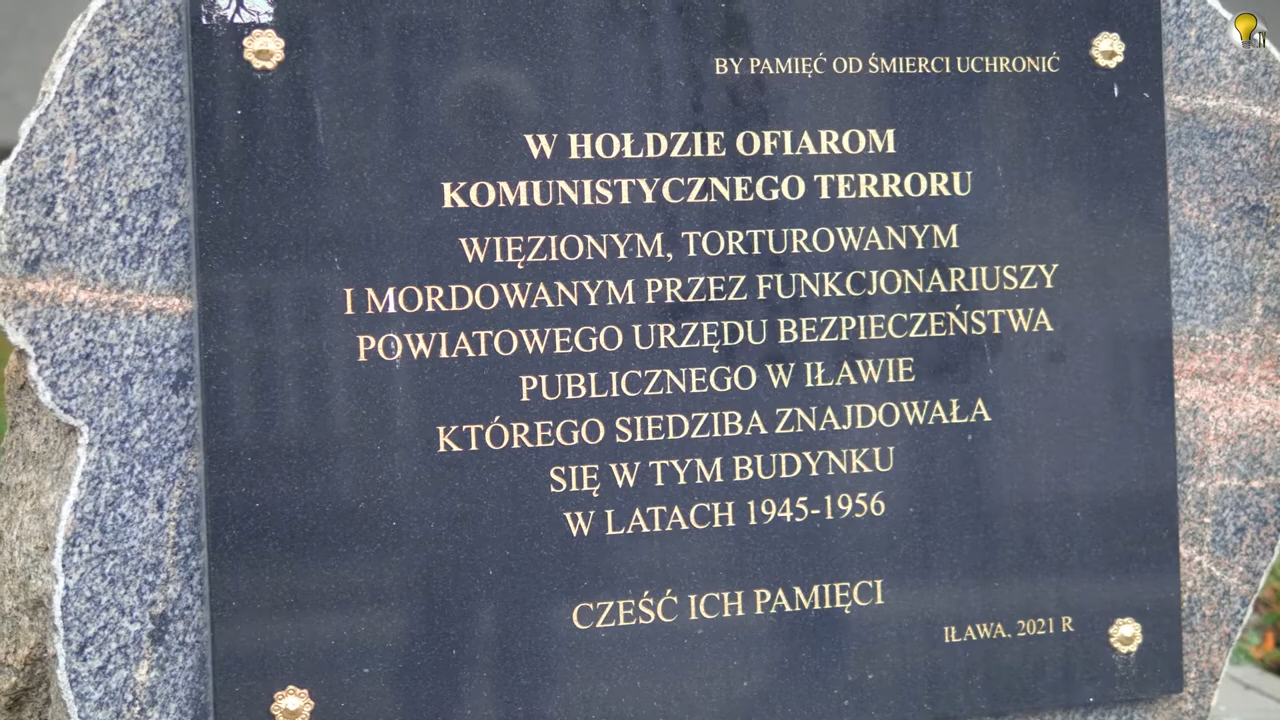 BY PAMIĘĆ OD ŚMIERCI UCHRONIĆ
W HOŁDZIE OFIAROM
KOMUNISTYCZNEGO TERRORU
WIĘZIONYM, TORTUROWANYM
I MORDOWANYM PRZEZ FUNKCJONARIUSZY
POWIATOWEGO URZĘDU BEZPIECZEŃSTWA
PUBLICZNEGO W IŁAWIE
KTÓREGO SIEDZIBA ZNAJDOWAŁA
SIĘ W TYM BUDYNKU
W LATACH 1945-1956
CZEŚĆ ICH PAMIĘCI
IŁAWA, 2021 R